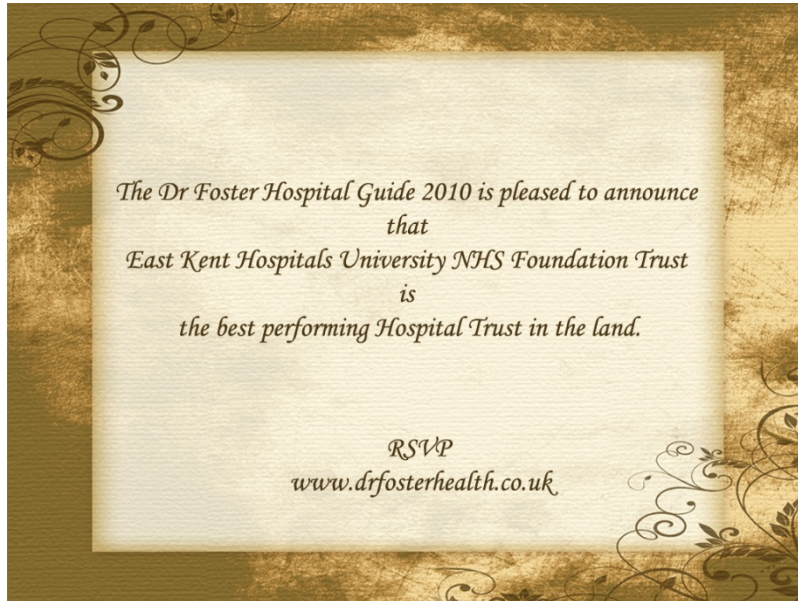 The Dr Foster Hospital Guide 2010 is pleased to announce
that
East Kent Hospitals University NHS Foundation Trust
is
the best performing Hospital Trust in the land.
RSVP
www.drfosterhealth.co.uk